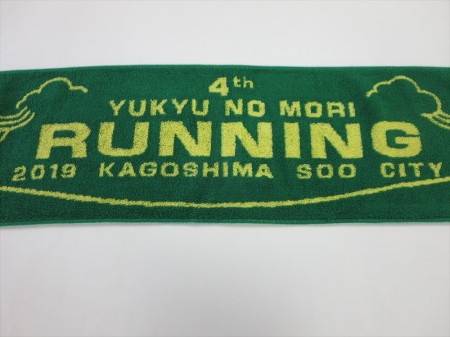 4th
YUKYU NO MORI
RUNNING
2019 KAGOSHIMA SOO CITY